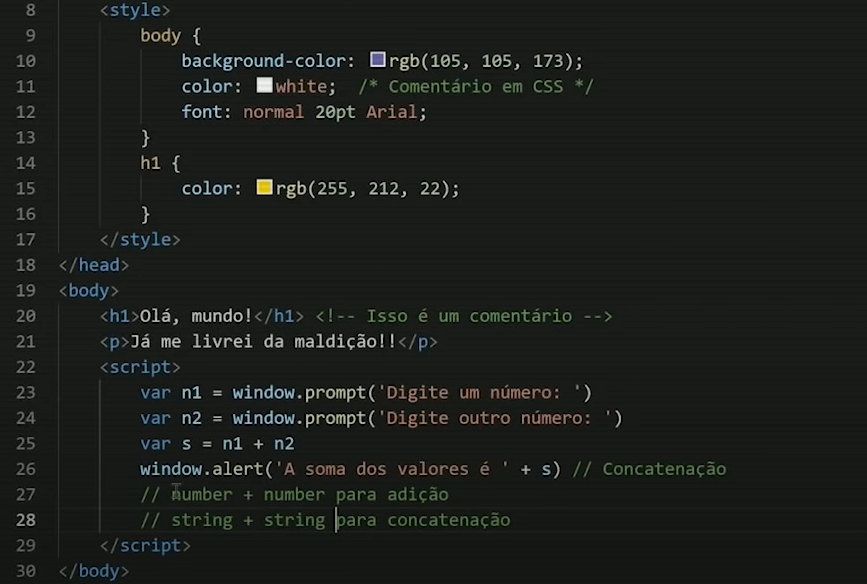 8 <style>
9 body {
10 background-color: rgb(105, 105, 173);
11 color: white; /* Comentário em CSS */
12 font: normal 20pt Arial;
13 }
14 h1 {
15 color: rgb(255, 212, 22);
16 }
17 </style>
18 </head>
19 <body>
20 <h1>Olá, mundo!</h1> <!-- Isso é um comentário -->
21 <p>Já me livrei da maldição!!</p>
22 <script>
23 var n1 = window.prompt('Digite um número: ')
24 var n2 = window.prompt('Digite outro número: ')
25 var s = n1 + n2
26 window.alert('A soma dos valores é ' + s) // Concatenação
27 // number + number para adição
28 // string + string para concatenação
29 </script>
30 </body>